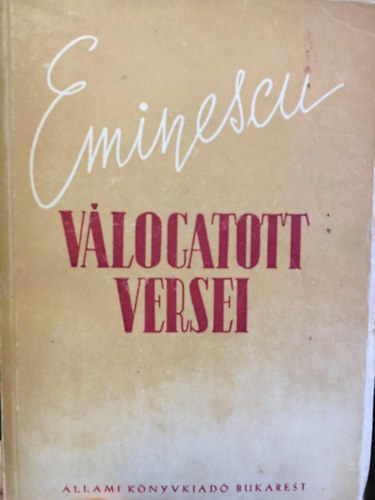 Eminescu
VÁLOGATOTT
VERSEI
ÁLLAMI KÖNYVKIADÓ BUKAREST